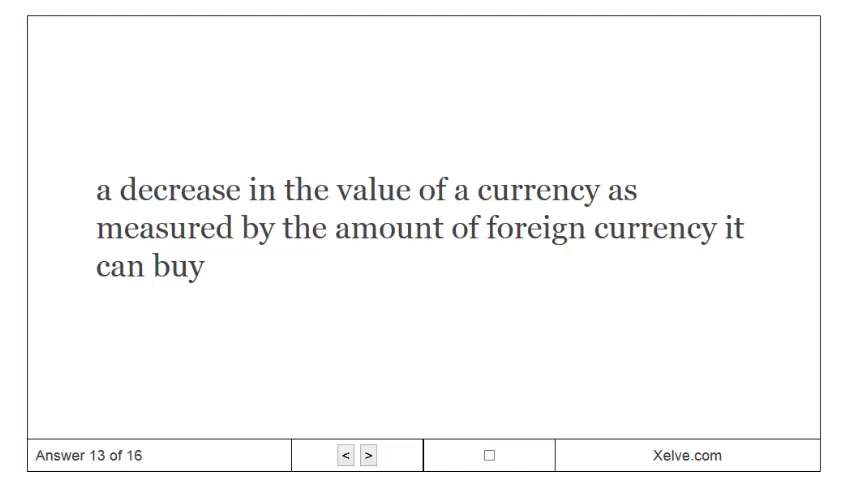 a decrease in the value of a currency as
measured by the amount of foreign currency it
can buy
Answer 13 of 16
< >
Xelve.com